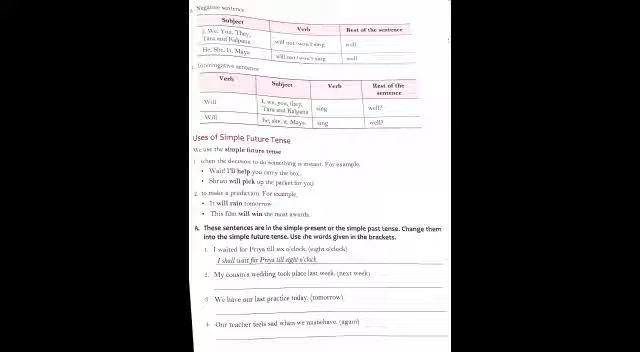 Negative sentence
Subject Verb Rest of the sentence
I, We, You, They, Tara and Kalpana will not / won't sing well
He, She, It, Maya will not / won't sing well
Interrogative sentence
Verb Subject Verb Rest of the sentence
Will I, we, you, they, Tara and Kalpana sing well?
Will he, she, it, Maya sing well?
Uses of Simple Future Tense
We use the simple future tense
1. when the decision to do something is instant. For example,
• Wait! I'll help you carry the box.
• Shruti will pick up the packet for you
2. to make a prediction. For example,
• It will rain tomorrow
• This film will win the most awards.
A. These sentences are in the simple present or the simple past tense. Change them
into the simple future tense. Use the words given in the brackets.
1. I waited for Priya till six o'clock. (eight o'clock)
I shall wait for Priya till eight o'clock.
2. My cousin's wedding took place last week. (next week)
3. We have our last practice today. (tomorrow)
4. Our teacher feels sad when we misbehave. (again)